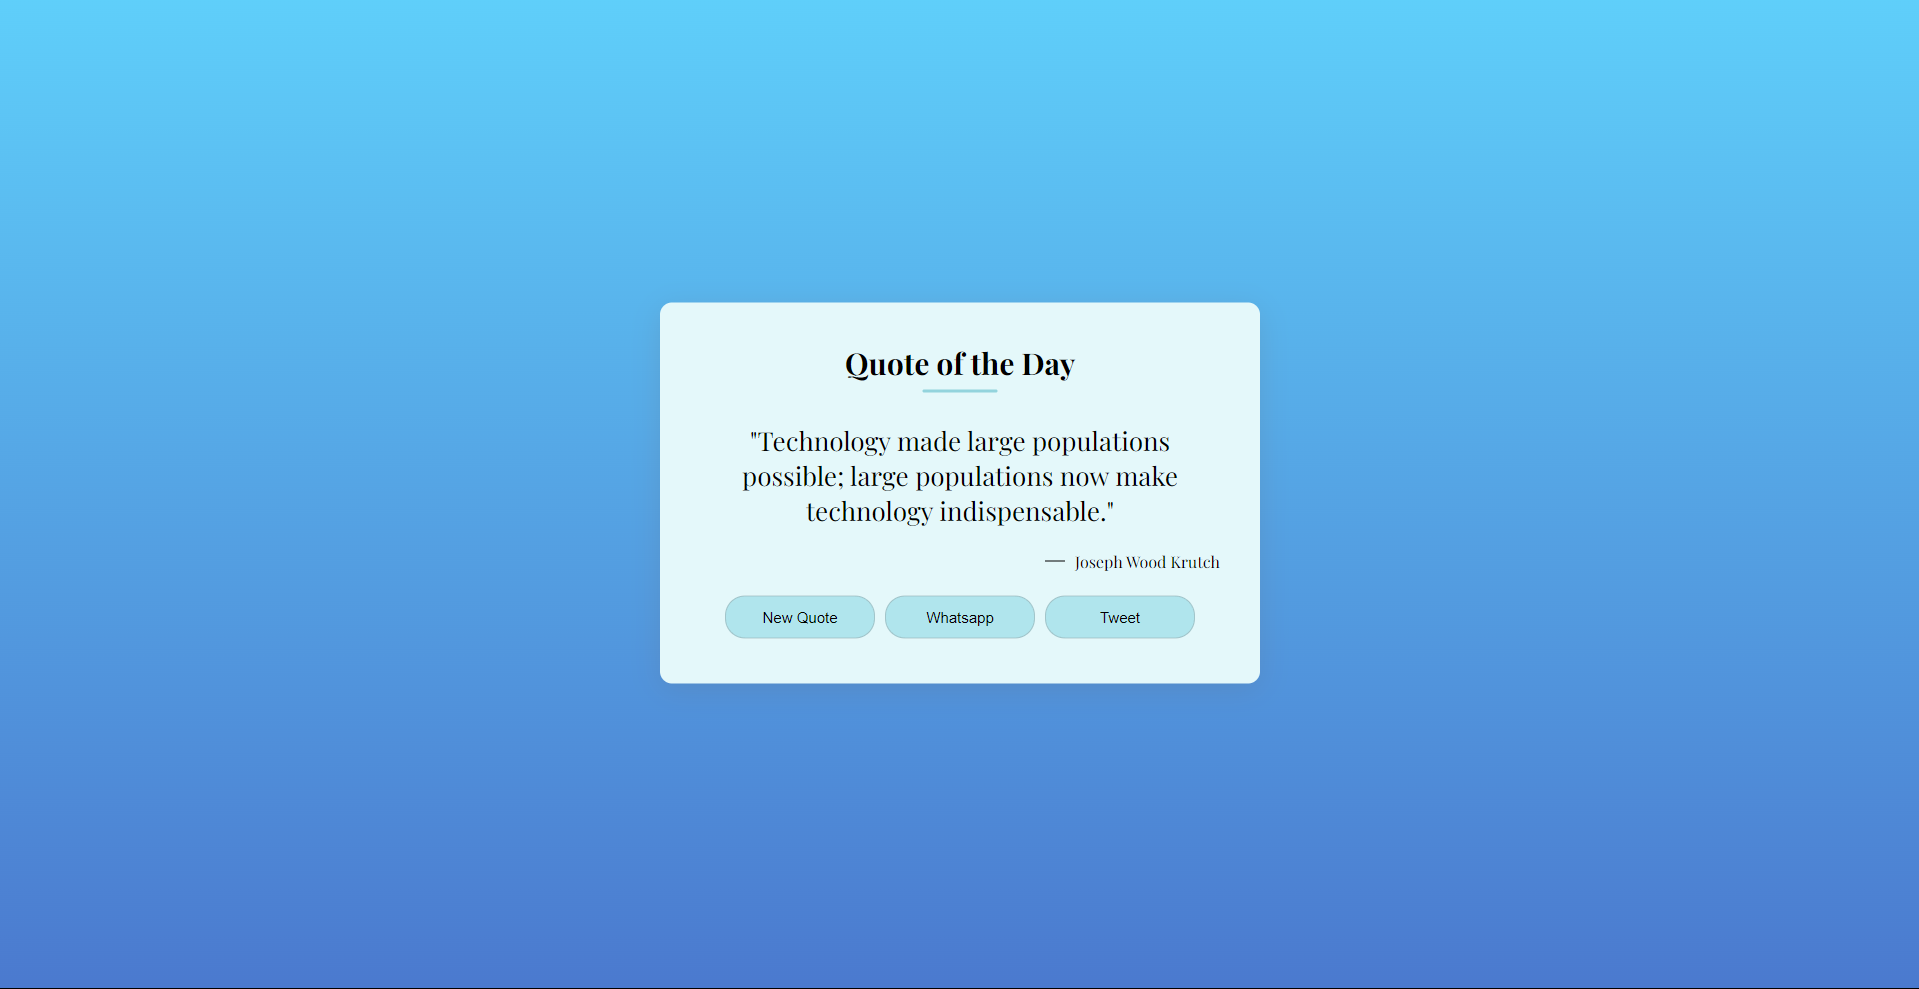 Quote of the Day
"Technology made large populations
possible; large populations now make
technology indispensable."
— Joseph Wood Krutch
New Quote Whatsapp Tweet